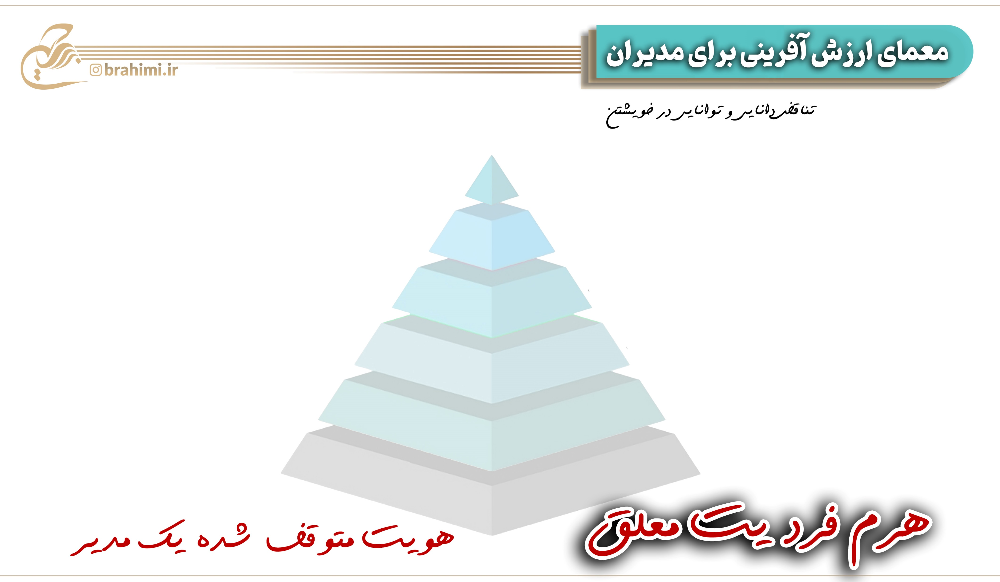 معمای ارزش آفرینی برای مدیران
brahimi.ir
تناقض دانایی و توانایی در خویشتن
هرم فردیت معلق
هویت متوقف شده یک مدیر